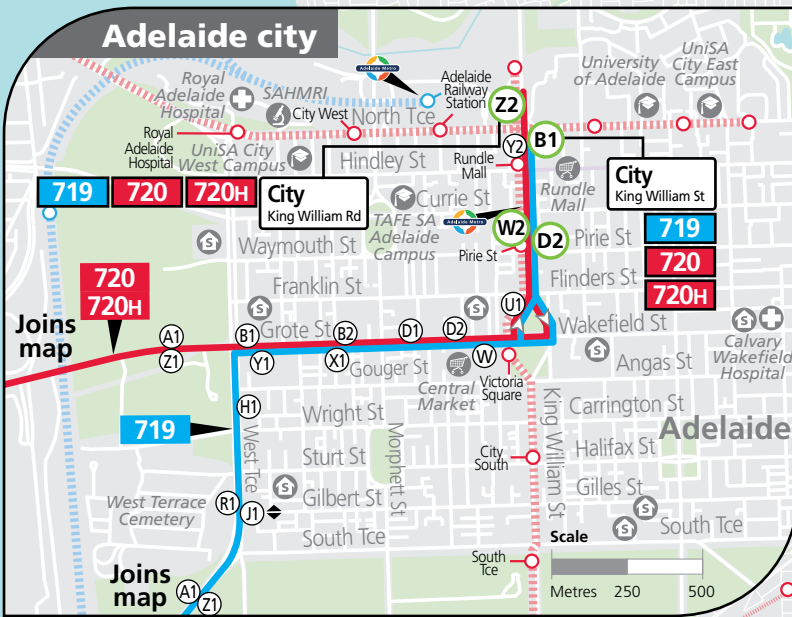 Adelaide city
Adelaide Metro
Royal
Adelaide
Hospital
SAHMRI
Adelaide
Railway
Station
University
of Adelaide
UniSA
City East
Campus
Z2
City West
North Tce
Royal
Adelaide
Hospital
UniSA City
West Campus
Hindley St
Y2
B1
Rundle
Mall
Rundle
Mall
719
720
720H
City
King William Rd
Currie St
City
King William St
TAFE SA
Adelaide
Campus
Adelaide Metro
W2
D2
Pirie St
Pirie St
719
720
720H
Waymouth St
Franklin St
Flinders St
720
720H
Joins
map
A1
Z1
B1
Grote St
B2
D1
D2
U1
Wakefield St
Y1
X1
Gouger St
W
Central
Market
Victoria
Square
Angas St
Calvary
Wakefield
Hospital
719
H1
West Tce
Wright St
Morphett St
King William St
Carrington St
Adelaide
Sturt St
City
South
Halifax St
West Terrace
Cemetery
R1
J1
Gilbert St
Gilles St
South Tce
South Tce
Joins
map
A1
Z1
South
Tce
Scale
Metres 250 500
S
S
S
S
S
S
S